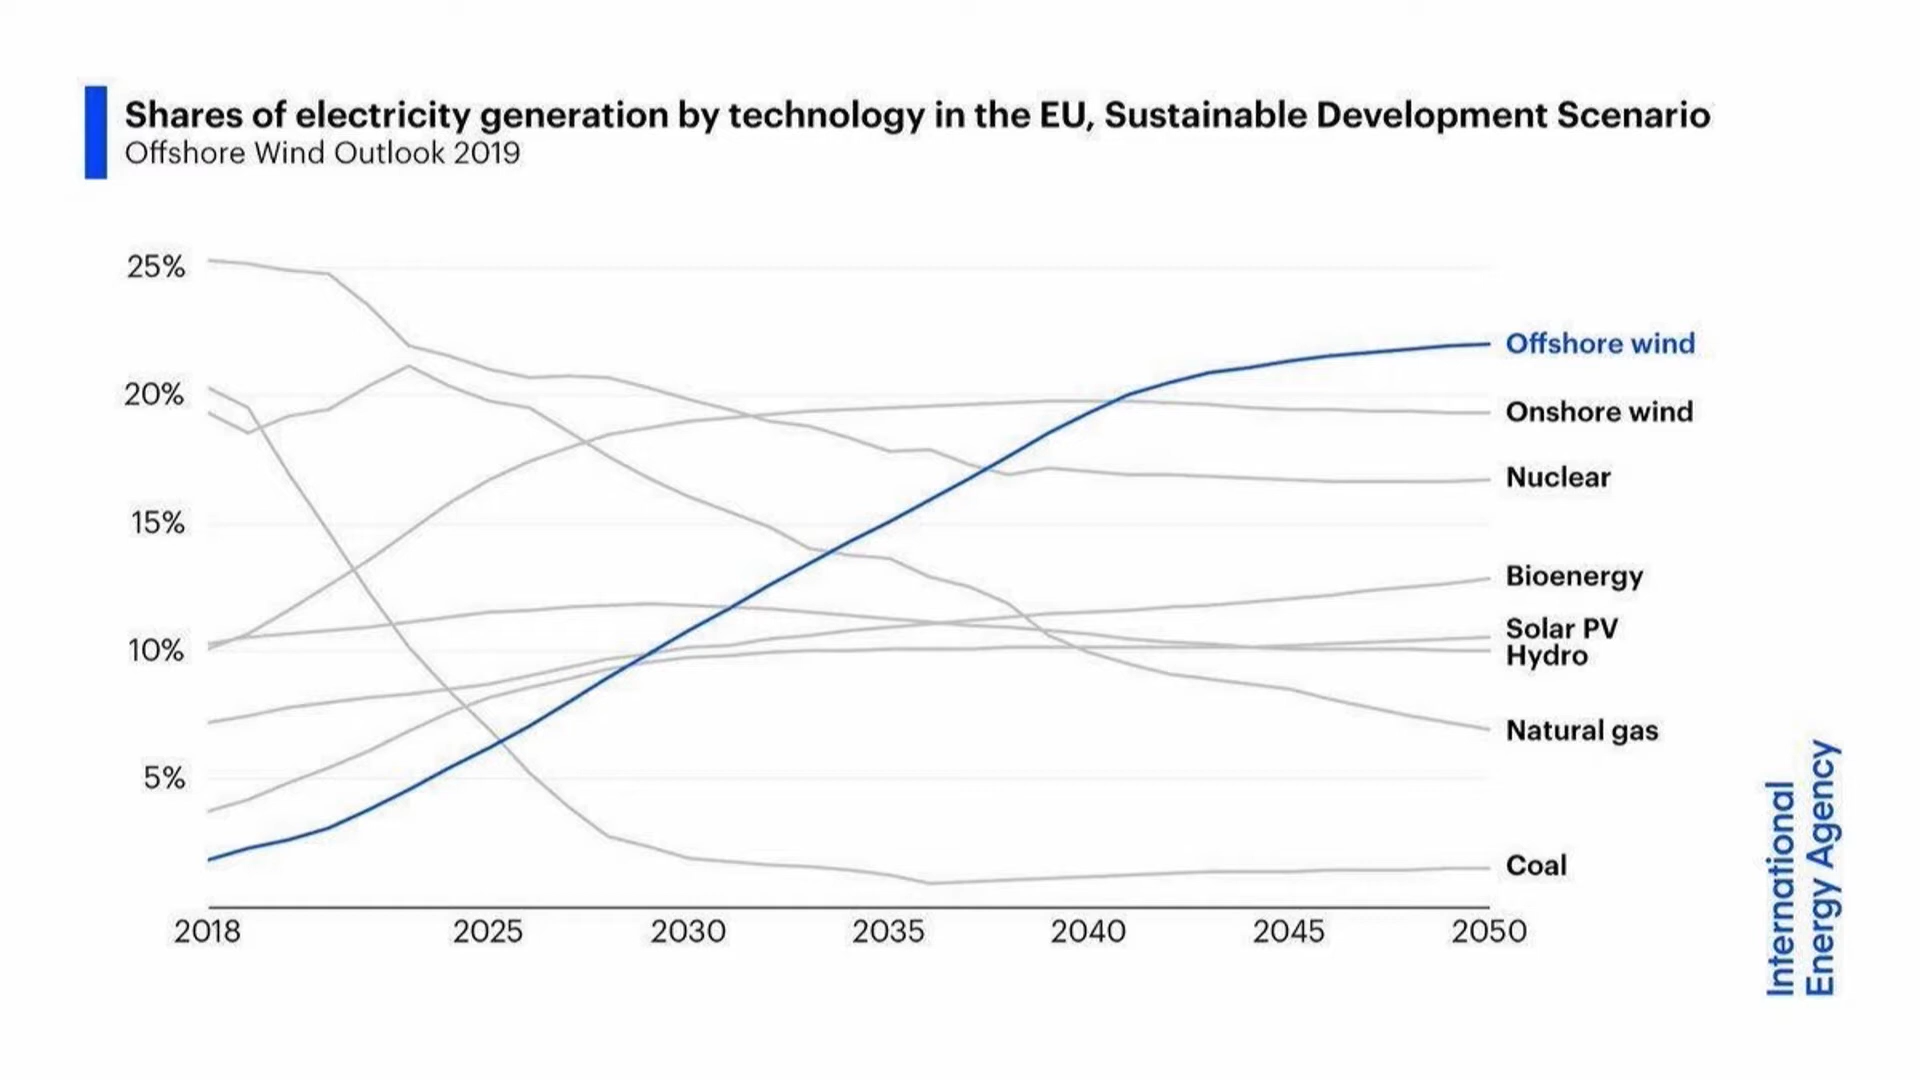 Shares of electricity generation by technology in the EU, Sustainable Development Scenario
Offshore Wind Outlook 2019
25%
20%
15%
10%
5%
Offshore wind
Onshore wind
Nuclear
Bioenergy
Solar PV
Hydro
Natural gas
Coal
2018 2025 2030 2035 2040 2045 2050
International
Energy Agency